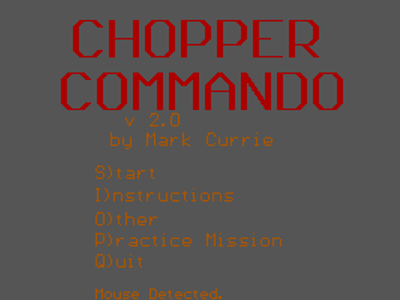 CHOPPER
COMMANDO
v 2.0
by Mark Currie
S)tart
I)nstructions
O)ther
P)ractice Mission
Q)uit
Mouse Detected.